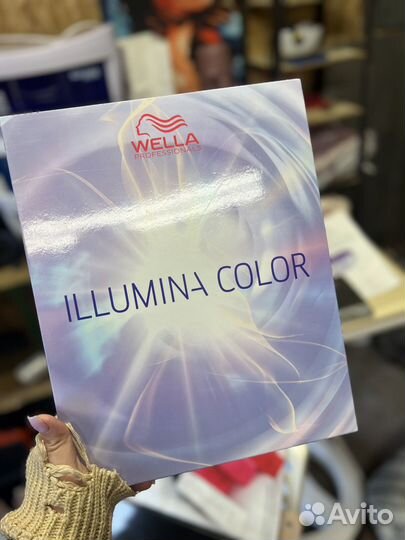 WELLA
PROFESSIONALS
ILLUMINA COLOR
Avito